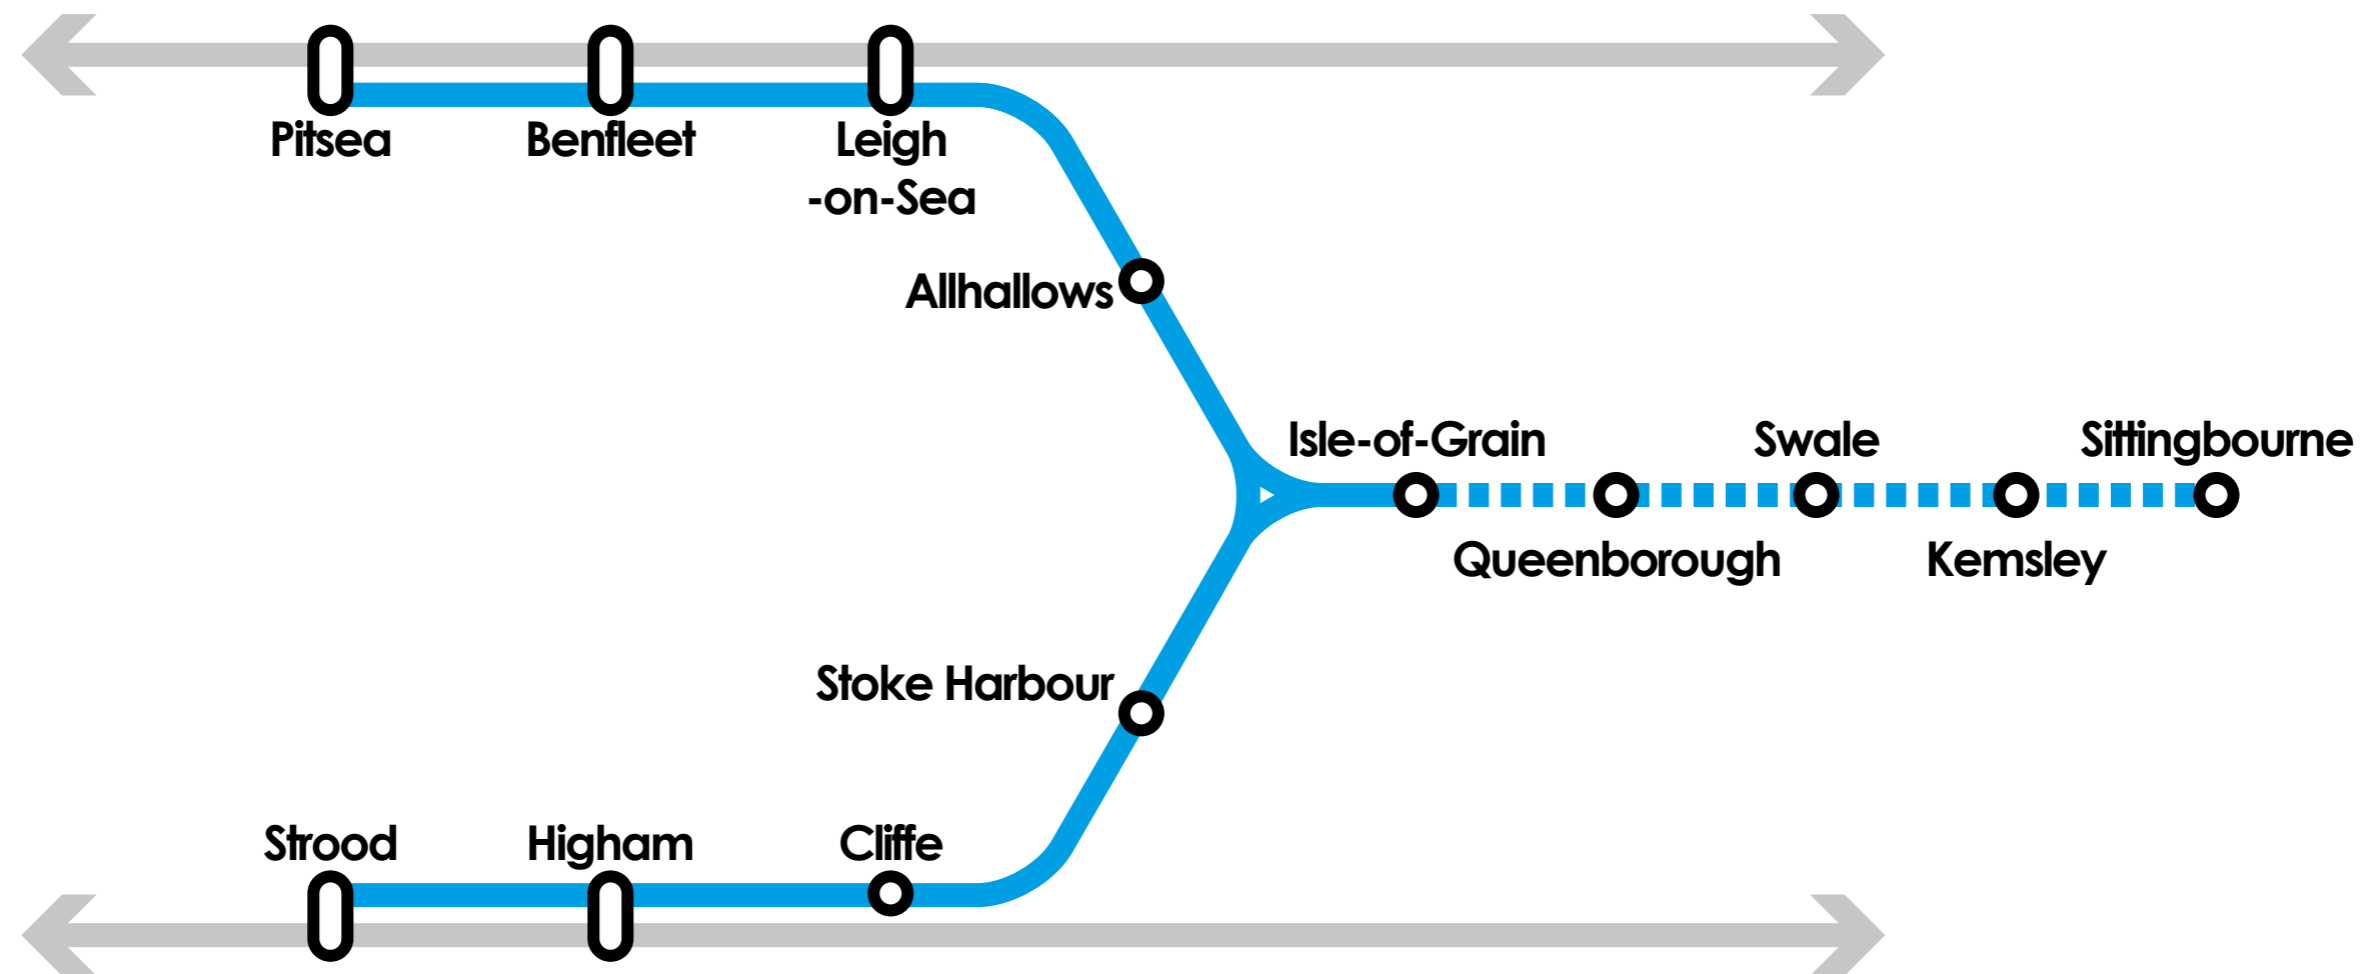 Pitsea
Benfleet
Leigh
-on-Sea
Allhallows
Isle-of-Grain
Swale
Sittingbourne
Queenborough
Kemsley
Stoke Harbour
Strood
Higham
Cliffe